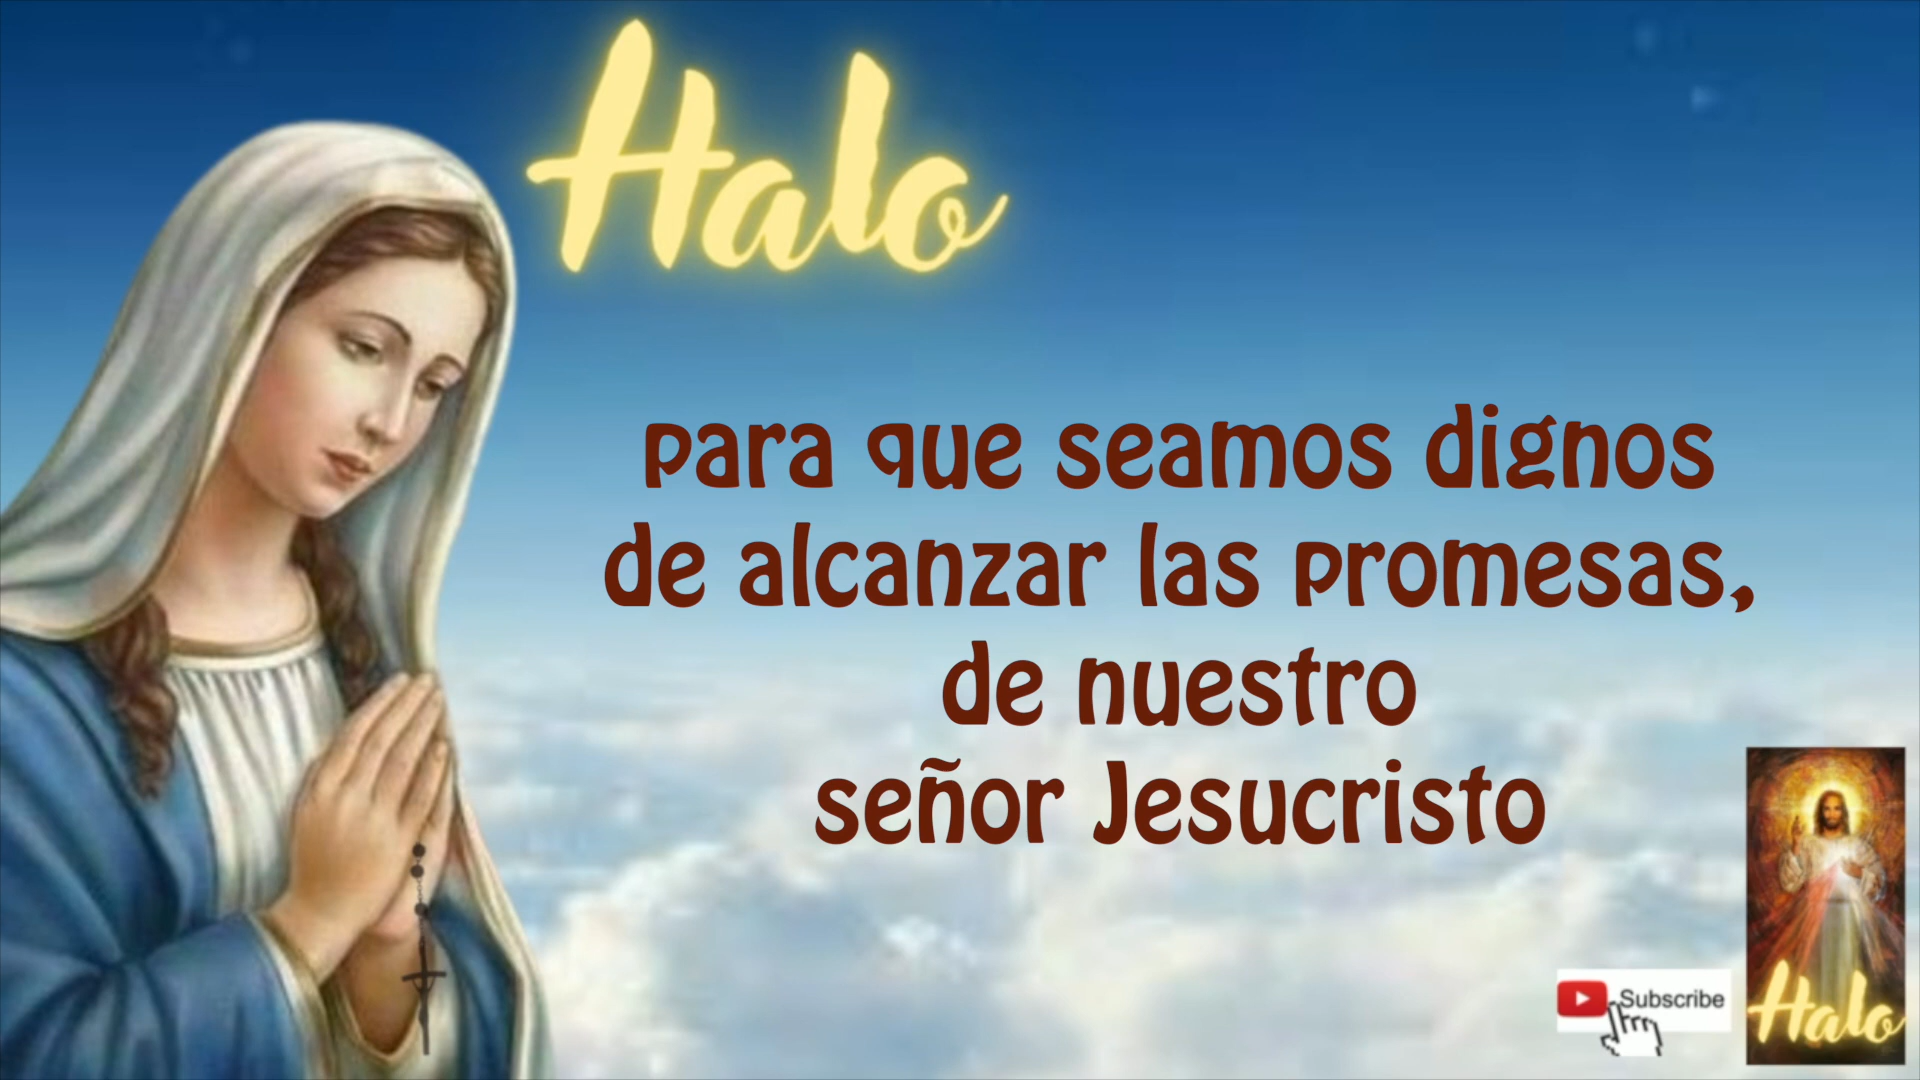 Halo
para que seamos dignos
de alcanzar las promesas,
de nuestro
señor Jesucristo
Subscribe
Halo